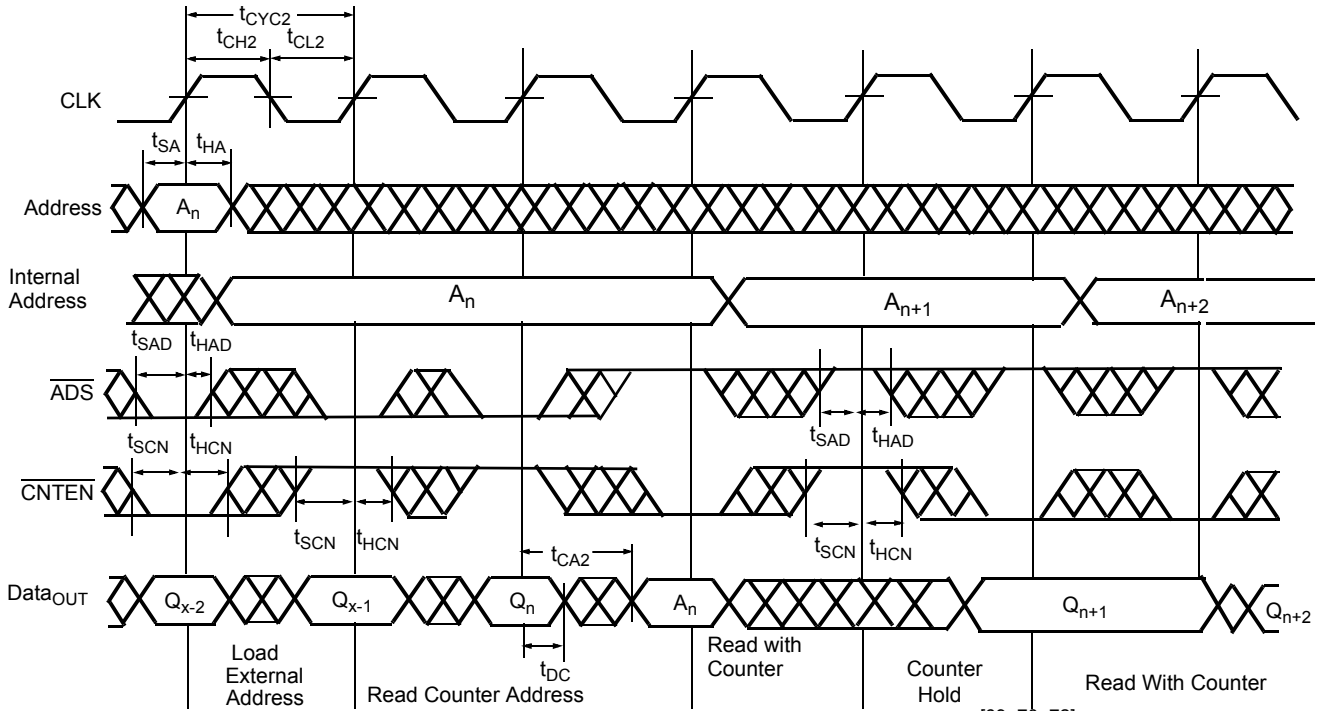 tCYC2
tCH2 tCL2
CLK
tSA tHA
Address An
Internal
Address
An An+1 An+2
tSAD tHAD
ADS
tSAD tHAD
tSCN tHCN
CNTEN
tSCN tHCN
tSCN tHCN
tCA2
DataOUT Qx-2 Qx-1 Qn An Qn+1 Qn+2
tDC
Load
External
Address
Read Counter Address
Read with
Counter
Counter
Hold
Read With Counter